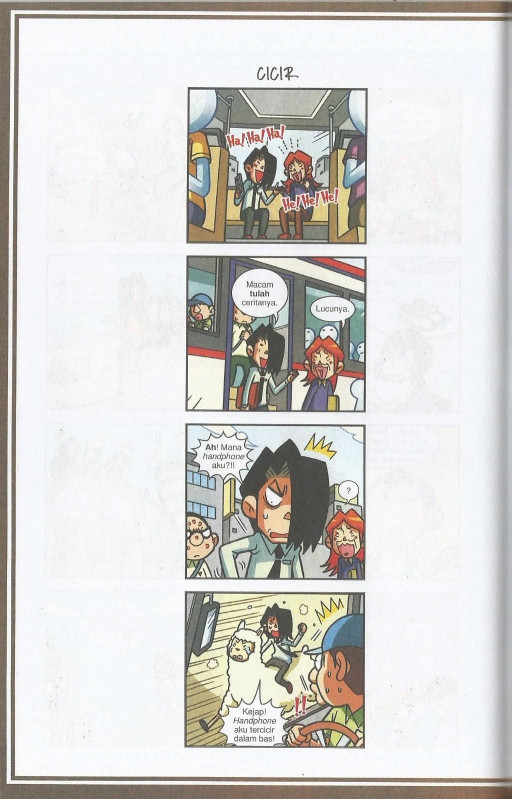 CICIR
Ha! Ha! Ha!
He! He! He!
Macam
tulah
ceritanya.
Lucunya.
Ah! Mana
handphone
aku?!!
?
!!
Kejap!
Handphone
aku tercicir
dalam bas!